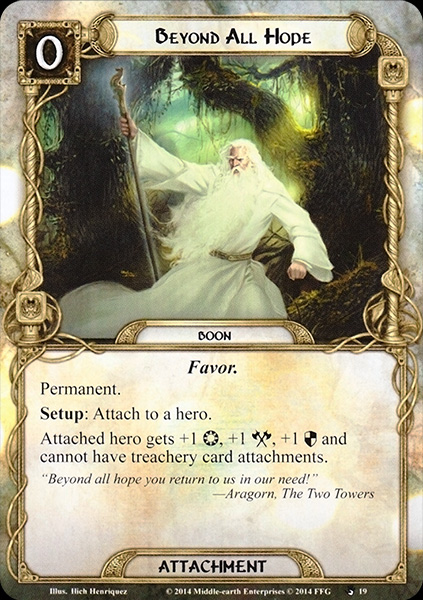 0
BEYOND ALL HOPE
BOON
Favor.
Permanent.
Setup: Attach to a hero.
Attached hero gets +1 , +1 , +1 and
cannot have treachery card attachments.
“Beyond all hope you return to us in our need!”
—Aragorn, The Two Towers
ATTACHMENT
Illus. Ilich Henriquez © 2014 Middle-earth Enterprises © 2014 FFG 19